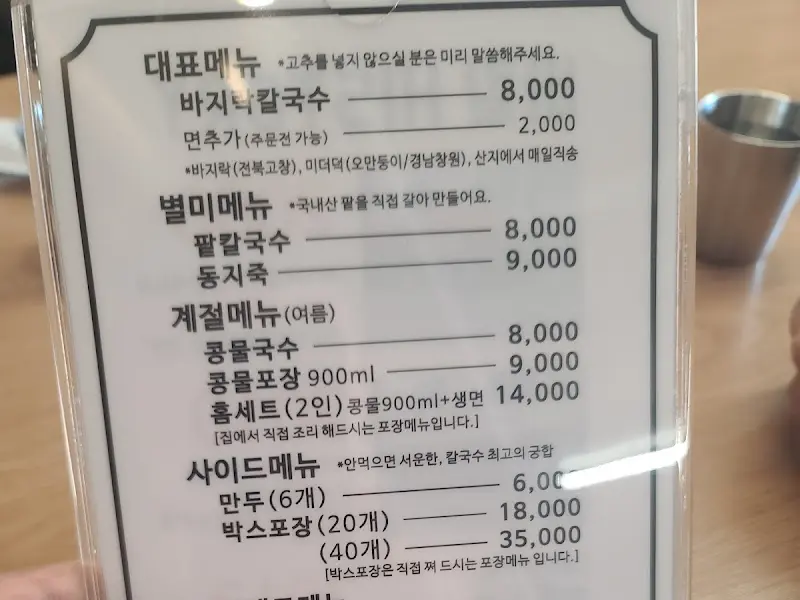 대표메뉴 *고추를 넣지 않으실 분은 미리 말씀해주세요.
바지락칼국수 8,000
면추가(주문전 가능) 2,000
*바지락(전북고창), 미더덕(오만둥이/경남창원), 산지에서 매일직송
별미메뉴 *국내산 팥을 직접 갈아 만들어요.
팥칼국수 8,000
동지죽 9,000
계절메뉴(여름)
콩물국수 8,000
콩물포장 900ml 9,000
홈세트(2인) 콩물900ml+생면 14,000
[집에서 직접 조리 해드시는 포장메뉴입니다.]
사이드메뉴 *안먹으면 서운한, 칼국수 최고의 궁합
만두(6개) 6,000
박스포장(20개) 18,000
(40개) 35,000
[박스포장은 직접 쪄 드시는 포장메뉴 입니다.]